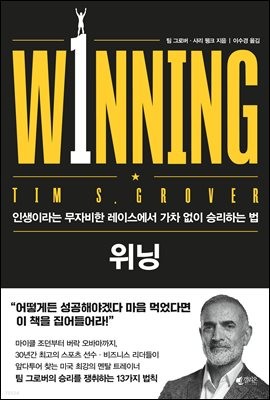 W1NNING
TIM S. GROVER
팀 그로버 · 샤리 웽크 지음 | 이수경 옮김
인생이라는 무자비한 레이스에서 가차 없이 승리하는 법
위닝
“어떻게든 성공해야겠다 마음 먹었다면
이 책을 집어들어라!”
마이클 조던부터 버락 오바마까지,
30년간 최고의 스포츠 선수 · 비즈니스 리더들이
앞다투어 찾는 미국 최강의 멘탈 트레이너
팀 그로버의 승리를 쟁취하는 13가지 법칙